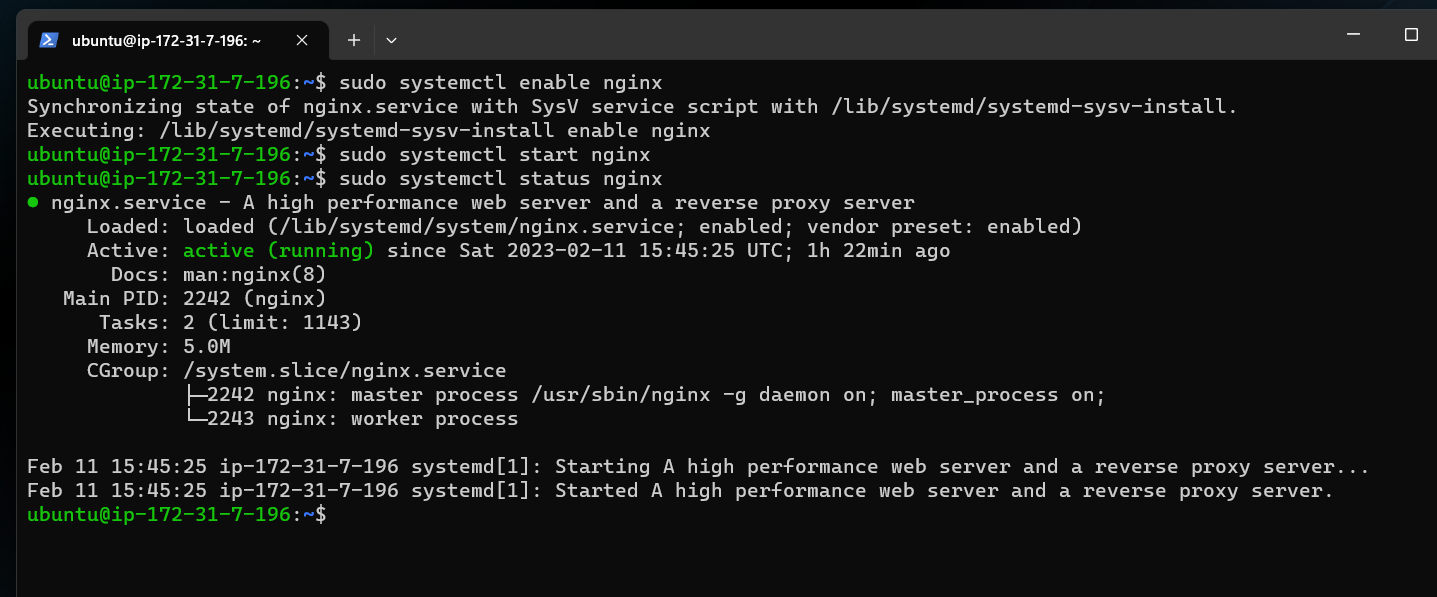 ubuntu@ip-172-31-7-196: ~
ubuntu@ip-172-31-7-196:~$ sudo systemctl enable nginx
Synchronizing state of nginx.service with SysV service script with /lib/systemd/systemd-sysv-install.
Executing: /lib/systemd/systemd-sysv-install enable nginx
ubuntu@ip-172-31-7-196:~$ sudo systemctl start nginx
ubuntu@ip-172-31-7-196:~$ sudo systemctl status nginx
● nginx.service - A high performance web server and a reverse proxy server
     Loaded: loaded (/lib/systemd/system/nginx.service; enabled; vendor preset: enabled)
     Active: active (running) since Sat 2023-02-11 15:45:25 UTC; 1h 22min ago
       Docs: man:nginx(8)
   Main PID: 2242 (nginx)
      Tasks: 2 (limit: 1143)
     Memory: 5.0M
     CGroup: /system.slice/nginx.service
             ├─2242 nginx: master process /usr/sbin/nginx -g daemon on; master_process on;
             └─2243 nginx: worker process
Feb 11 15:45:25 ip-172-31-7-196 systemd[1]: Starting A high performance web server and a reverse proxy server...
Feb 11 15:45:25 ip-172-31-7-196 systemd[1]: Started A high performance web server and a reverse proxy server.
ubuntu@ip-172-31-7-196:~$